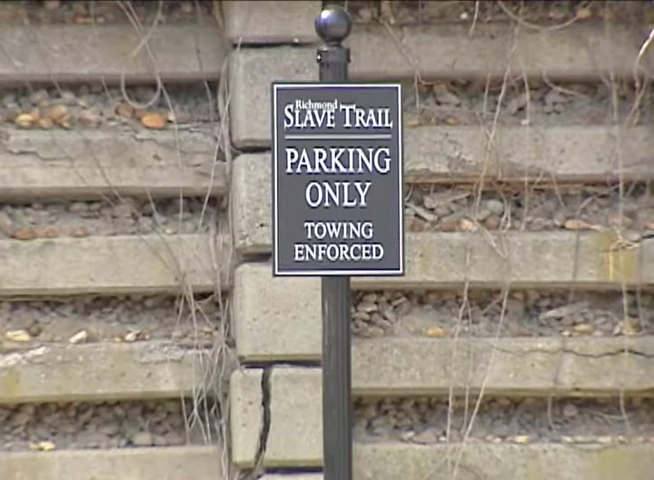 Richmond
SLAVE TRAIL
PARKING
ONLY
TOWING
ENFORCED